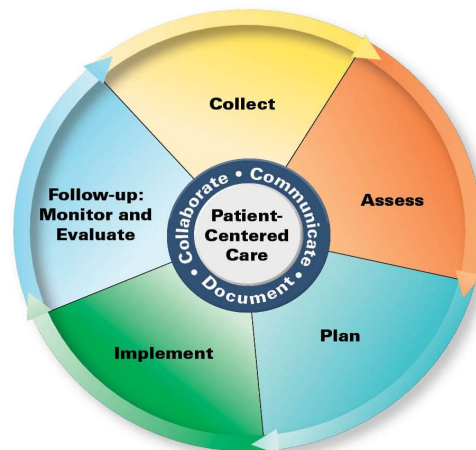 Collect
Assess
Plan
Implement
Follow-up:
Monitor and
Evaluate
Collaborate • Communicate • Document •
Patient-
Centered
Care